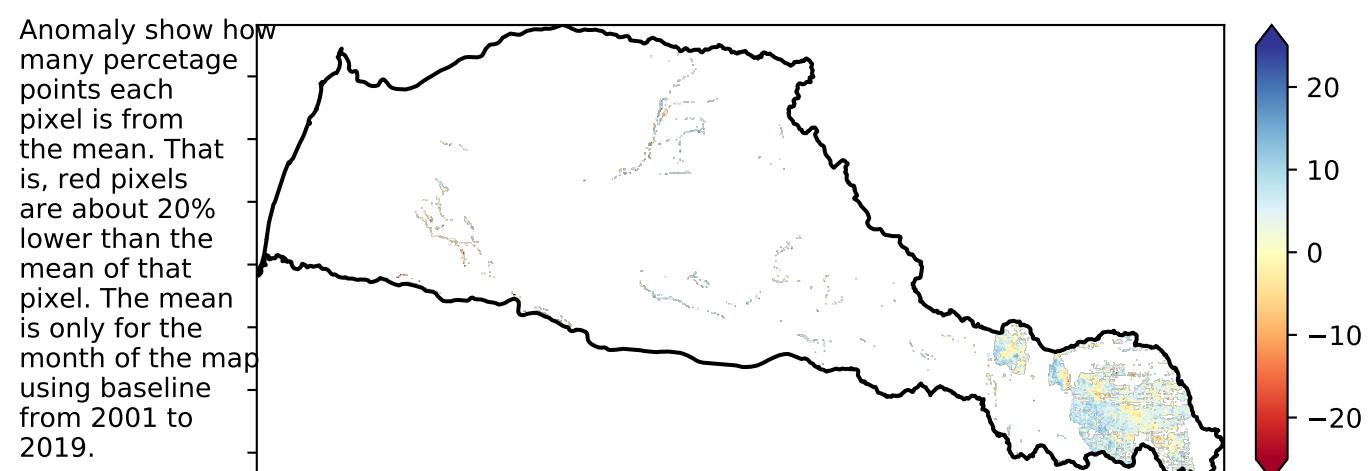 Anomaly show how
many percetage
points each
pixel is from
the mean. That
is, red pixels
are about 20%
lower than the
mean of that
pixel. The mean
is only for the
month of the map
using baseline
from 2001 to
2019.
20
10
0
−10
−20